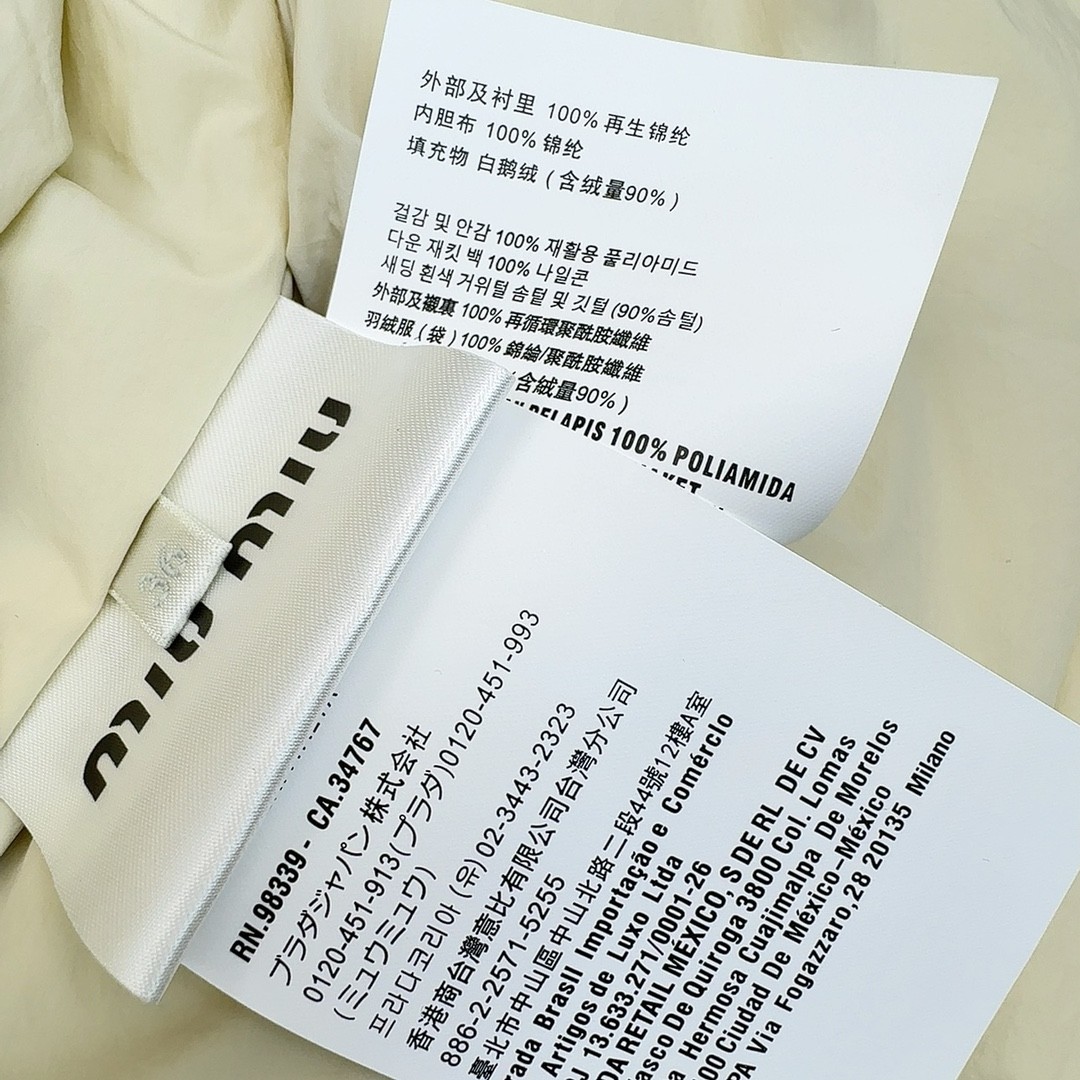 外部及衬里 100% 再生锦纶
内胆布 100% 锦纶
填充物 白鹅绒 ( 含绒量90% )
걸감 및 안감 100% 재활용 폴리아미드
다운 재킷 백 100% 나일론
새딩 흰색 거위털 솜털 및 깃털 (90%솜털)
外部及襯裏 100% 再循環聚酰胺纖維
羽絨服 ( 袋 ) 100% 錦綸/聚酰胺纖維
含絨量90% )
PELAPIS 100% POLIAMIDA
miu miu
36
RN.98339 - CA.34767
プラダジャパン株式会社
0120-451-913(プラダ)0120-451-993
(ミュウミュウ)
프라다코리아 (유) 02-3443-2323
香港商台灣意比有限公司台灣分公司
886-2-2571-5255
臺北市中山區中山北路二段44號12樓A室
rada Brasil Importação e Comércio
Artigos de Luxo Ltda
J 13.633.271/0001-26
DA RETAIL MEXICO, S DE RL DE CV
asco De Quiroga 3800 Col. Lomas
a Hermosa Cuajimalpa De Morelos
00 Ciudad De México-México
PA Via Fogazzaro,28 20135 Milano